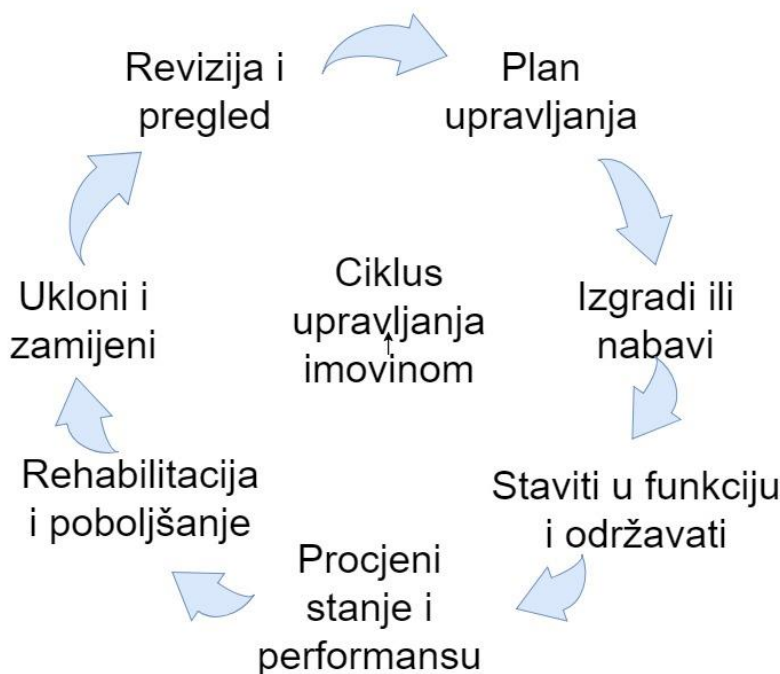 Revizija i
pregled
Plan
upravljanja
Izgradi ili
nabavi
Staviti u funkciju
i održavati
Procjeni
stanje i
performansu
Rehabilitacija
i poboljšanje
Ukloni i
zamijeni
Ciklus
upravljanja
imovinom